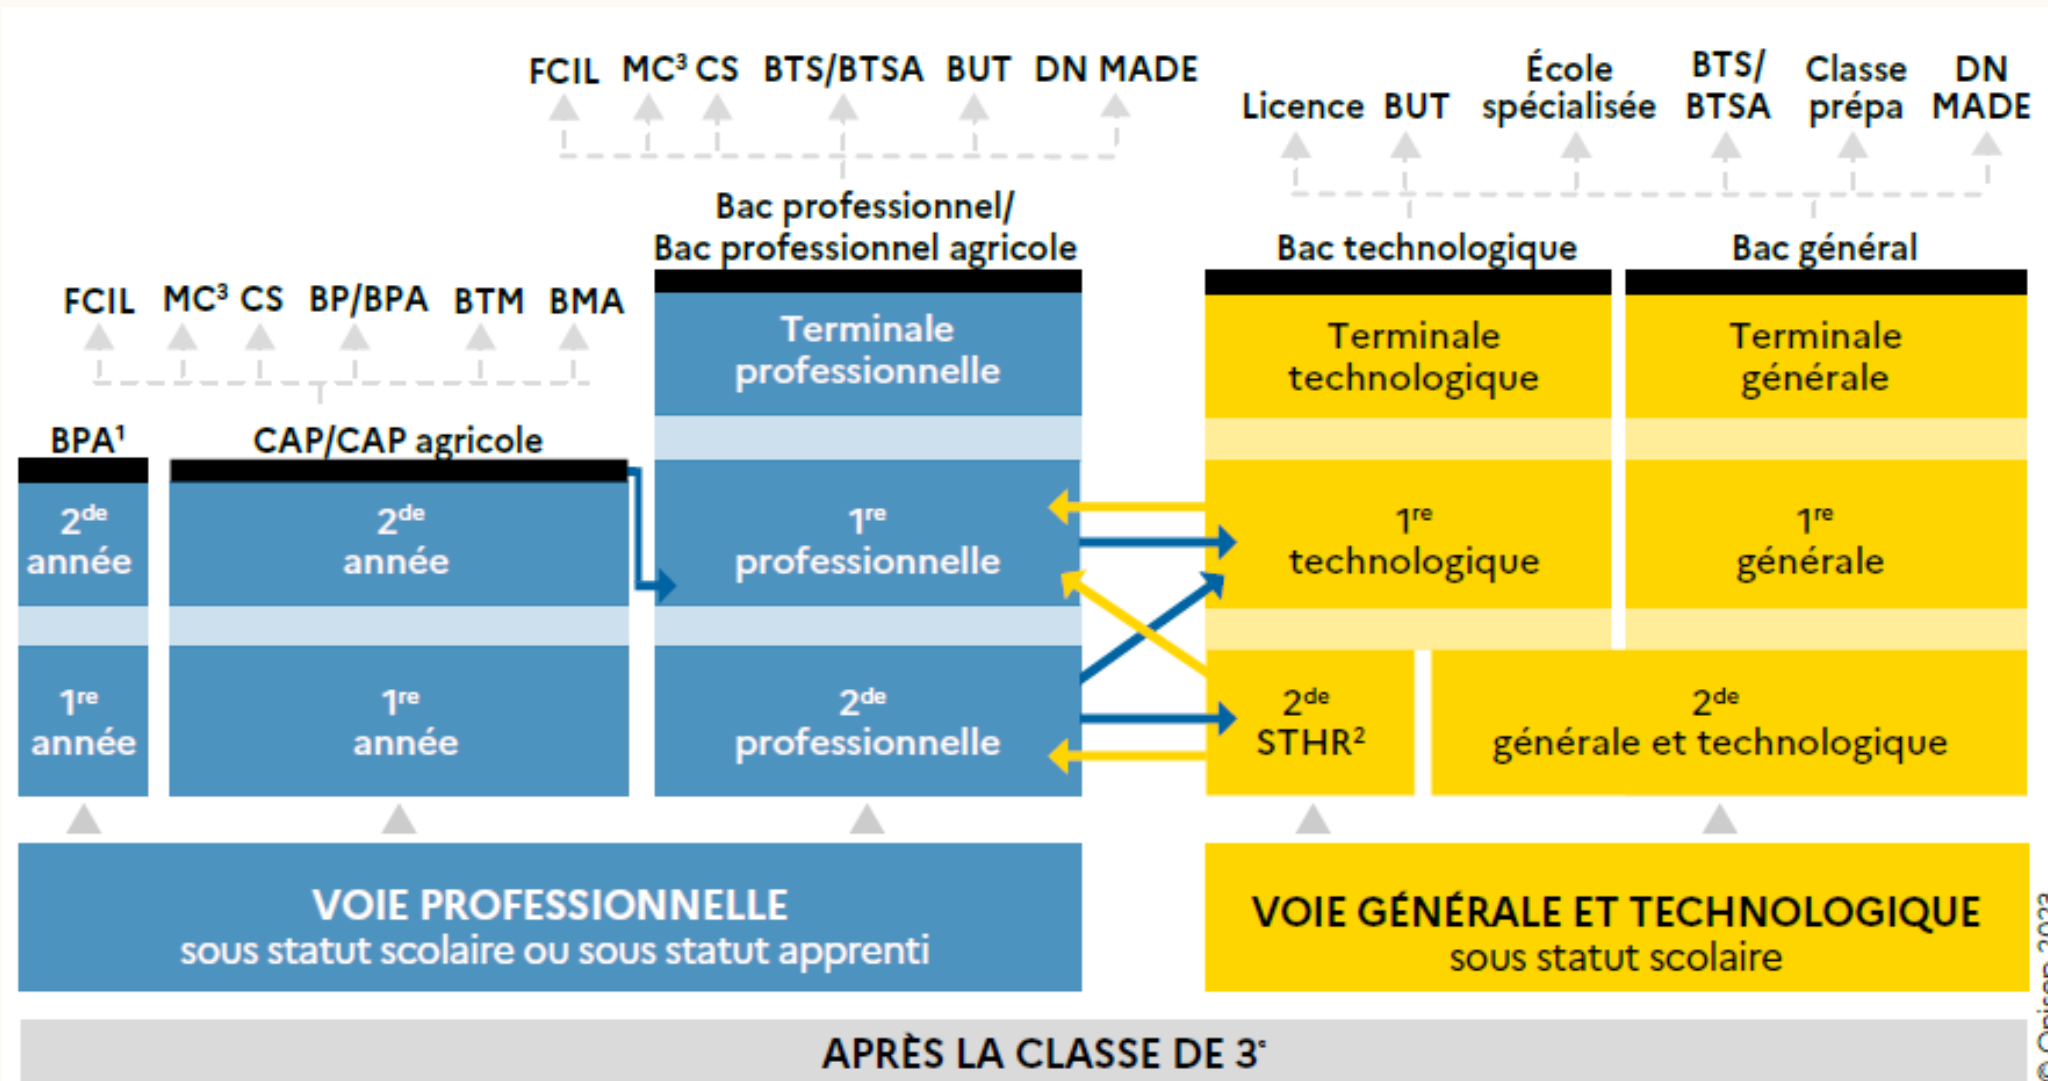 FCIL MC³ CS BTS/BTSA BUT DN MADE
Licence BUT École spécialisée BTS/ BTSA Classe prépa DN MADE
Bac professionnel/
Bac professionnel agricole
Bac technologique
Bac général
FCIL MC³ CS BP/BPA BTM BMA
BPA¹
CAP/CAP agricole
Terminale
professionnelle
Terminale
technologique
Terminale
générale
2de
année
2de
année
1re
professionnelle
1re
technologique
1re
générale
1re
année
1re
année
2de
professionnelle
2de
STHR²
2de
générale et technologique
VOIE PROFESSIONNELLE
sous statut scolaire ou sous statut apprenti
VOIE GÉNÉRALE ET TECHNOLOGIQUE
sous statut scolaire
© Onisep 2023
APRÈS LA CLASSE DE 3e